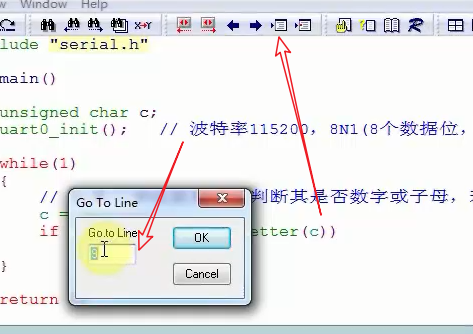 Window Help
lude "serial.h"
main()
unsigned char c;
uart0_init(); // 波特率115200, 8N1(8个数据位,
while(1)
{
// 判断其是否数字或子母,
c =
if etter(c))
}
return
Go To Line
Go to Line
OK
Cancel